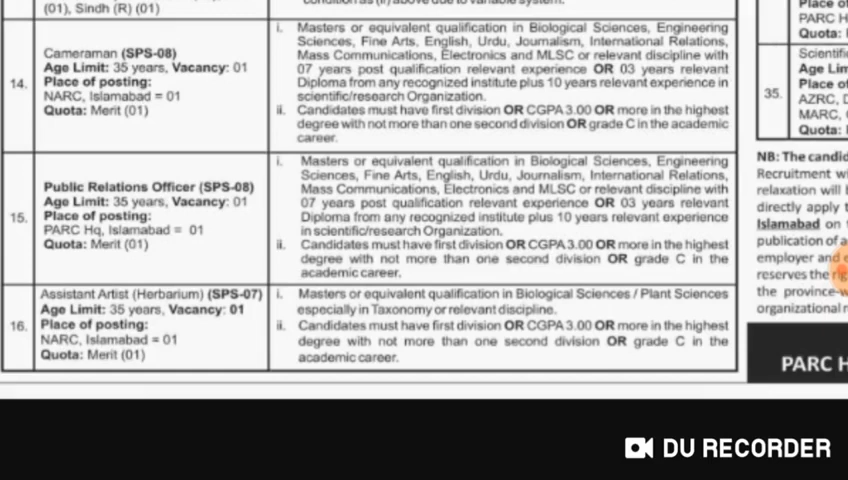 (01), Sindh (R) (01)
condition as (ii) above due to variable system.
14.
Cameraman (SPS-08)
Age Limit: 35 years, Vacancy: 01
Place of posting:
NARC, Islamabad = 01
Quota: Merit (01)
i. Masters or equivalent qualification in Biological Sciences, Engineering
Sciences, Fine Arts, English, Urdu, Journalism, International Relations,
Mass Communications, Electronics and MLSC or relevant discipline with
07 years post qualification relevant experience OR 03 years relevant
Diploma from any recognized institute plus 10 years relevant experience in
scientific/research Organization.
ii. Candidates must have first division OR CGPA 3.00 OR more in the highest
degree with not more than one second division OR grade C in the academic
career.
15.
Public Relations Officer (SPS-08)
Age Limit: 35 years, Vacancy: 01
Place of posting:
PARC Hq, Islamabad = 01
Quota: Merit (01)
i. Masters or equivalent qualification in Biological Sciences, Engineering
Sciences, Fine Arts, English, Urdu, Journalism, International Relations,
Mass Communications, Electronics and MLSC or relevant discipline with
07 years post qualification relevant experience OR 03 years relevant
Diploma from any recognized institute plus 10 years relevant experience
in scientific/research Organization.
ii. Candidates must have first division OR CGPA 3.00 OR more in the highest
degree with not more than one second division OR grade C in the
academic career.
16.
Assistant Artist (Herbarium) (SPS-07)
Age Limit: 35 years, Vacancy: 01
Place of posting:
NARC, Islamabad = 01
Quota: Merit (01)
i. Masters or equivalent qualification in Biological Sciences / Plant Sciences
especially in Taxonomy or relevant discipline.
ii. Candidates must have first division OR CGPA 3.00 OR more in the highest
degree with not more than one second division OR grade C in the
academic career.
Place of
PARC H
Quota:
35.
Scientifi
Age Lim
Place of
AZRC, D
MARC,
Quota:
NB: The candid
Recruitment wi
relaxation will b
directly apply t
Islamabad on
publication of a
employer and e
reserves the rig
the province-w
organizational r
PARC H
DU RECORDER